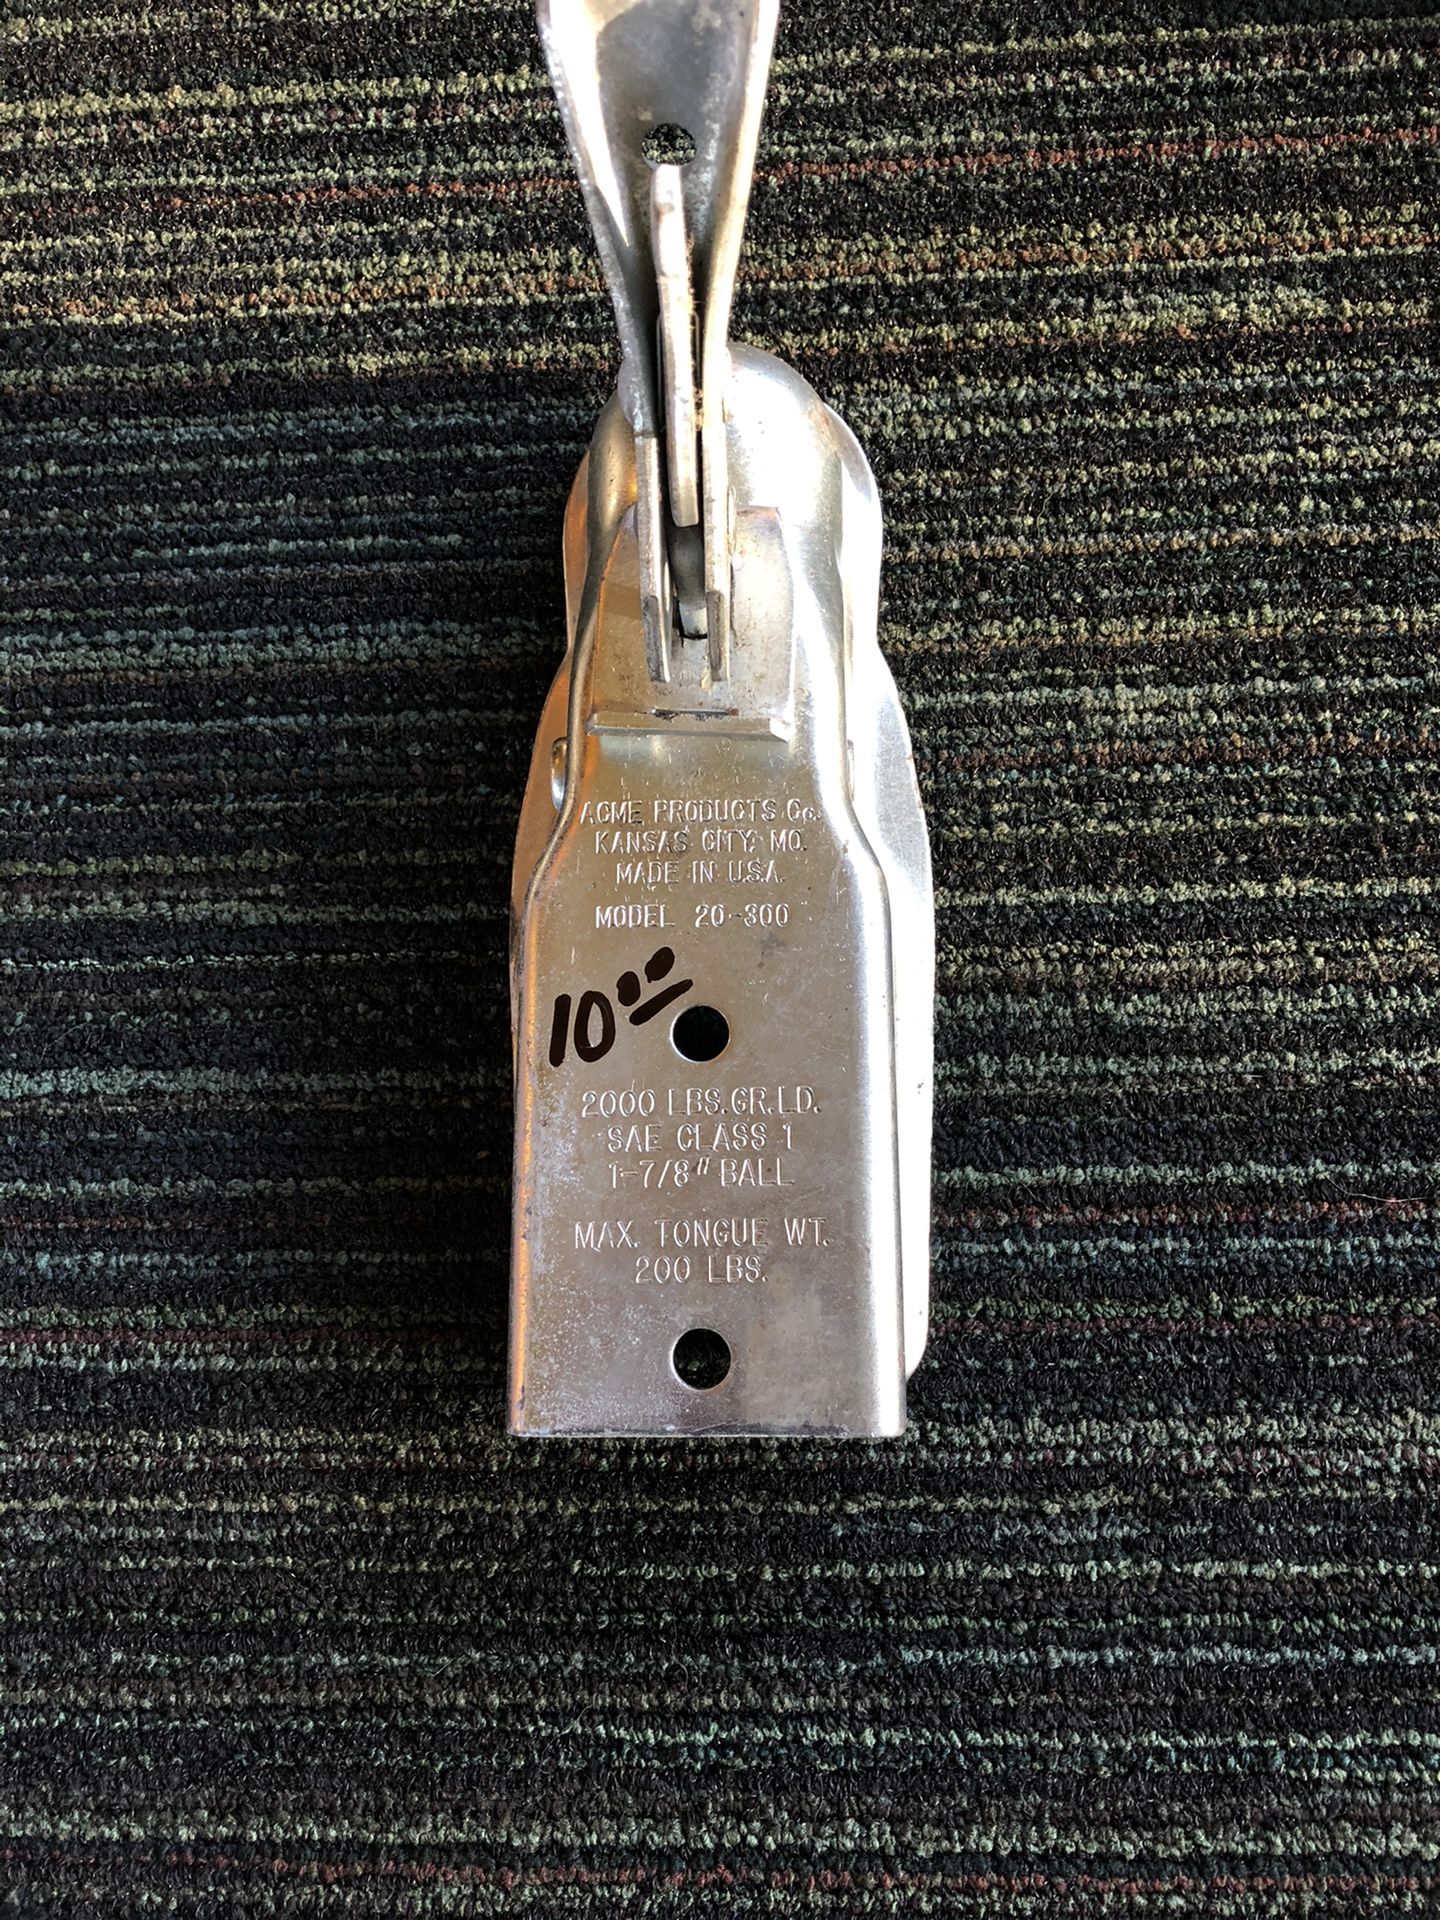 ACME PRODUCTS Co.
KANSAS CITY, MO.
MADE IN U.S.A.
MODEL 20-300
10.00
2000 LBS. GR. LD.
SAE CLASS 1
1-7/8" BALL
MAX. TONGUE WT.
200 LBS.